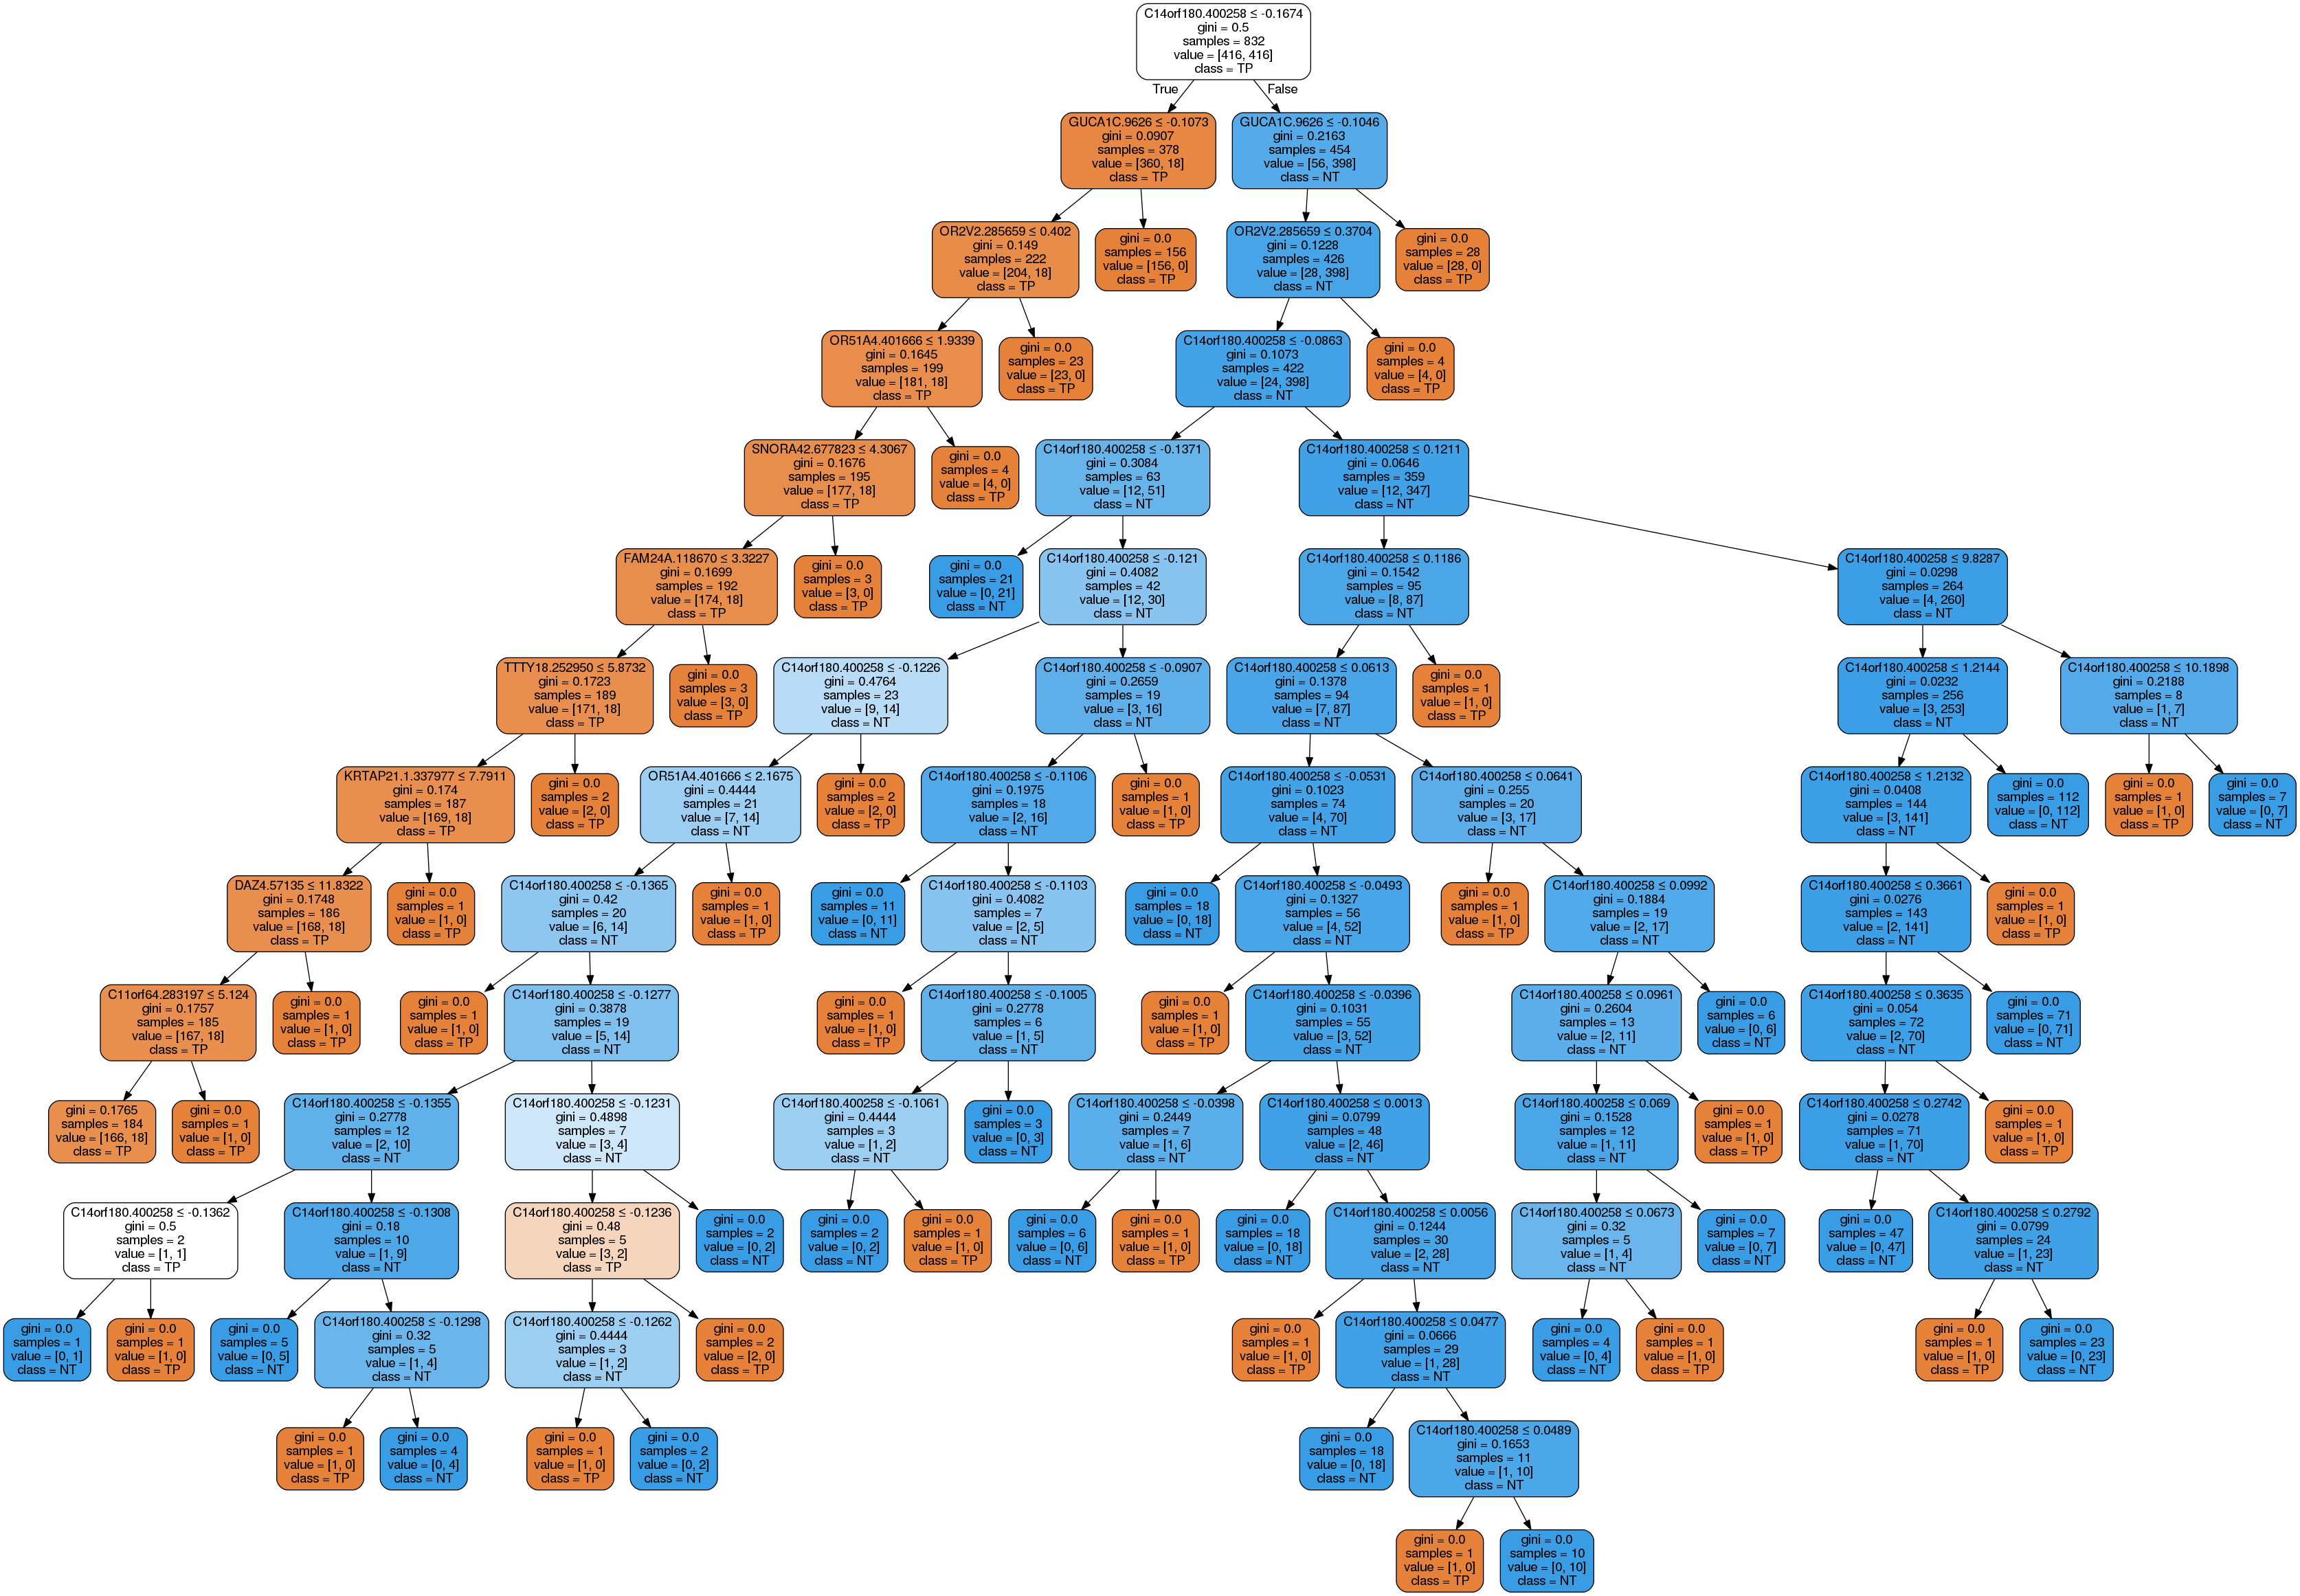 C14orf180.400258 ≤ -0.1674
gini = 0.5
samples = 832
value = [416, 416]
class = TP
True
False
GUCA1C.9626 ≤ -0.1073
gini = 0.0907
samples = 378
value = [360, 18]
class = TP
GUCA1C.9626 ≤ -0.1046
gini = 0.2163
samples = 454
value = [56, 398]
class = NT
OR2V2.285659 ≤ 0.402
gini = 0.149
samples = 222
value = [204, 18]
class = TP
gini = 0.0
samples = 156
value = [156, 0]
class = TP
OR2V2.285659 ≤ 0.3704
gini = 0.1228
samples = 426
value = [28, 398]
class = NT
gini = 0.0
samples = 28
value = [28, 0]
class = TP
OR51A4.401666 ≤ 1.9339
gini = 0.1645
samples = 199
value = [181, 18]
class = TP
gini = 0.0
samples = 23
value = [23, 0]
class = TP
C14orf180.400258 ≤ -0.0863
gini = 0.1073
samples = 422
value = [24, 398]
class = NT
gini = 0.0
samples = 4
value = [4, 0]
class = TP
SNORA42.677823 ≤ 4.3067
gini = 0.1676
samples = 195
value = [177, 18]
class = TP
gini = 0.0
samples = 4
value = [4, 0]
class = TP
C14orf180.400258 ≤ -0.1371
gini = 0.3084
samples = 63
value = [12, 51]
class = NT
C14orf180.400258 ≤ 0.1211
gini = 0.0646
samples = 359
value = [12, 347]
class = NT
FAM24A.118670 ≤ 3.3227
gini = 0.1699
samples = 192
value = [174, 18]
class = TP
gini = 0.0
samples = 3
value = [3, 0]
class = TP
gini = 0.0
samples = 21
value = [0, 21]
class = NT
C14orf180.400258 ≤ -0.121
gini = 0.4082
samples = 42
value = [12, 30]
class = NT
C14orf180.400258 ≤ 0.1186
gini = 0.1542
samples = 95
value = [8, 87]
class = NT
C14orf180.400258 ≤ 9.8287
gini = 0.0298
samples = 264
value = [4, 260]
class = NT
TTTY18.252950 ≤ 5.8732
gini = 0.1723
samples = 189
value = [171, 18]
class = TP
gini = 0.0
samples = 3
value = [3, 0]
class = TP
C14orf180.400258 ≤ -0.1226
gini = 0.4764
samples = 23
value = [9, 14]
class = NT
C14orf180.400258 ≤ -0.0907
gini = 0.2659
samples = 19
value = [3, 16]
class = NT
C14orf180.400258 ≤ 0.0613
gini = 0.1378
samples = 94
value = [7, 87]
class = NT
gini = 0.0
samples = 1
value = [1, 0]
class = TP
C14orf180.400258 ≤ 1.2144
gini = 0.0232
samples = 256
value = [3, 253]
class = NT
C14orf180.400258 ≤ 10.1898
gini = 0.2188
samples = 8
value = [1, 7]
class = NT
KRTAP21.1.337977 ≤ 7.7911
gini = 0.174
samples = 187
value = [169, 18]
class = TP
gini = 0.0
samples = 2
value = [2, 0]
class = TP
OR51A4.401666 ≤ 2.1675
gini = 0.4444
samples = 21
value = [7, 14]
class = NT
gini = 0.0
samples = 2
value = [2, 0]
class = TP
C14orf180.400258 ≤ -0.1106
gini = 0.1975
samples = 18
value = [2, 16]
class = NT
gini = 0.0
samples = 1
value = [1, 0]
class = TP
C14orf180.400258 ≤ -0.0531
gini = 0.1023
samples = 74
value = [4, 70]
class = NT
C14orf180.400258 ≤ 0.0641
gini = 0.255
samples = 20
value = [3, 17]
class = NT
C14orf180.400258 ≤ 1.2132
gini = 0.0408
samples = 144
value = [3, 141]
class = NT
gini = 0.0
samples = 112
value = [0, 112]
class = NT
gini = 0.0
samples = 1
value = [1, 0]
class = TP
gini = 0.0
samples = 7
value = [0, 7]
class = NT
DAZ4.57135 ≤ 11.8322
gini = 0.1748
samples = 186
value = [168, 18]
class = TP
gini = 0.0
samples = 1
value = [1, 0]
class = TP
C14orf180.400258 ≤ -0.1365
gini = 0.42
samples = 20
value = [6, 14]
class = NT
gini = 0.0
samples = 1
value = [1, 0]
class = TP
gini = 0.0
samples = 11
value = [0, 11]
class = NT
C14orf180.400258 ≤ -0.1103
gini = 0.4082
samples = 7
value = [2, 5]
class = NT
gini = 0.0
samples = 18
value = [0, 18]
class = NT
C14orf180.400258 ≤ -0.0493
gini = 0.1327
samples = 56
value = [4, 52]
class = NT
gini = 0.0
samples = 1
value = [1, 0]
class = TP
C14orf180.400258 ≤ 0.0992
gini = 0.1884
samples = 19
value = [2, 17]
class = NT
C14orf180.400258 ≤ 0.3661
gini = 0.0276
samples = 143
value = [2, 141]
class = NT
gini = 0.0
samples = 1
value = [1, 0]
class = TP
C11orf64.283197 ≤ 5.124
gini = 0.1757
samples = 185
value = [167, 18]
class = TP
gini = 0.0
samples = 1
value = [1, 0]
class = TP
gini = 0.0
samples = 1
value = [1, 0]
class = TP
C14orf180.400258 ≤ -0.1277
gini = 0.3878
samples = 19
value = [5, 14]
class = NT
gini = 0.0
samples = 1
value = [1, 0]
class = TP
C14orf180.400258 ≤ -0.1005
gini = 0.2778
samples = 6
value = [1, 5]
class = NT
gini = 0.0
samples = 1
value = [1, 0]
class = TP
C14orf180.400258 ≤ -0.0396
gini = 0.1031
samples = 55
value = [3, 52]
class = NT
C14orf180.400258 ≤ 0.0961
gini = 0.2604
samples = 13
value = [2, 11]
class = NT
gini = 0.0
samples = 6
value = [0, 6]
class = NT
C14orf180.400258 ≤ 0.3635
gini = 0.054
samples = 72
value = [2, 70]
class = NT
gini = 0.0
samples = 71
value = [0, 71]
class = NT
gini = 0.1765
samples = 184
value = [166, 18]
class = TP
gini = 0.0
samples = 1
value = [1, 0]
class = TP
C14orf180.400258 ≤ -0.1355
gini = 0.2778
samples = 12
value = [2, 10]
class = NT
C14orf180.400258 ≤ -0.1231
gini = 0.4898
samples = 7
value = [3, 4]
class = NT
C14orf180.400258 ≤ -0.1061
gini = 0.4444
samples = 3
value = [1, 2]
class = NT
gini = 0.0
samples = 3
value = [0, 3]
class = NT
C14orf180.400258 ≤ -0.0398
gini = 0.2449
samples = 7
value = [1, 6]
class = NT
C14orf180.400258 ≤ 0.0013
gini = 0.0799
samples = 48
value = [2, 46]
class = NT
C14orf180.400258 ≤ 0.069
gini = 0.1528
samples = 12
value = [1, 11]
class = NT
gini = 0.0
samples = 1
value = [1, 0]
class = TP
C14orf180.400258 ≤ 0.2742
gini = 0.0278
samples = 71
value = [1, 70]
class = NT
gini = 0.0
samples = 1
value = [1, 0]
class = TP
C14orf180.400258 ≤ -0.1362
gini = 0.5
samples = 2
value = [1, 1]
class = TP
C14orf180.400258 ≤ -0.1308
gini = 0.18
samples = 10
value = [1, 9]
class = NT
C14orf180.400258 ≤ -0.1236
gini = 0.48
samples = 5
value = [3, 2]
class = TP
gini = 0.0
samples = 2
value = [0, 2]
class = NT
gini = 0.0
samples = 2
value = [0, 2]
class = NT
gini = 0.0
samples = 1
value = [1, 0]
class = TP
gini = 0.0
samples = 6
value = [0, 6]
class = NT
gini = 0.0
samples = 1
value = [1, 0]
class = TP
gini = 0.0
samples = 18
value = [0, 18]
class = NT
C14orf180.400258 ≤ 0.0056
gini = 0.1244
samples = 30
value = [2, 28]
class = NT
C14orf180.400258 ≤ 0.0673
gini = 0.32
samples = 5
value = [1, 4]
class = NT
gini = 0.0
samples = 7
value = [0, 7]
class = NT
gini = 0.0
samples = 47
value = [0, 47]
class = NT
C14orf180.400258 ≤ 0.2792
gini = 0.0799
samples = 24
value = [1, 23]
class = NT
gini = 0.0
samples = 1
value = [0, 1]
class = NT
gini = 0.0
samples = 1
value = [1, 0]
class = TP
gini = 0.0
samples = 5
value = [0, 5]
class = NT
C14orf180.400258 ≤ -0.1298
gini = 0.32
samples = 5
value = [1, 4]
class = NT
C14orf180.400258 ≤ -0.1262
gini = 0.4444
samples = 3
value = [1, 2]
class = NT
gini = 0.0
samples = 2
value = [2, 0]
class = TP
gini = 0.0
samples = 1
value = [1, 0]
class = TP
C14orf180.400258 ≤ 0.0477
gini = 0.0666
samples = 29
value = [1, 28]
class = NT
gini = 0.0
samples = 4
value = [0, 4]
class = NT
gini = 0.0
samples = 1
value = [1, 0]
class = TP
gini = 0.0
samples = 1
value = [1, 0]
class = TP
gini = 0.0
samples = 23
value = [0, 23]
class = NT
gini = 0.0
samples = 1
value = [1, 0]
class = TP
gini = 0.0
samples = 4
value = [0, 4]
class = NT
gini = 0.0
samples = 1
value = [1, 0]
class = TP
gini = 0.0
samples = 2
value = [0, 2]
class = NT
gini = 0.0
samples = 18
value = [0, 18]
class = NT
C14orf180.400258 ≤ 0.0489
gini = 0.1653
samples = 11
value = [1, 10]
class = NT
gini = 0.0
samples = 1
value = [1, 0]
class = TP
gini = 0.0
samples = 10
value = [0, 10]
class = NT